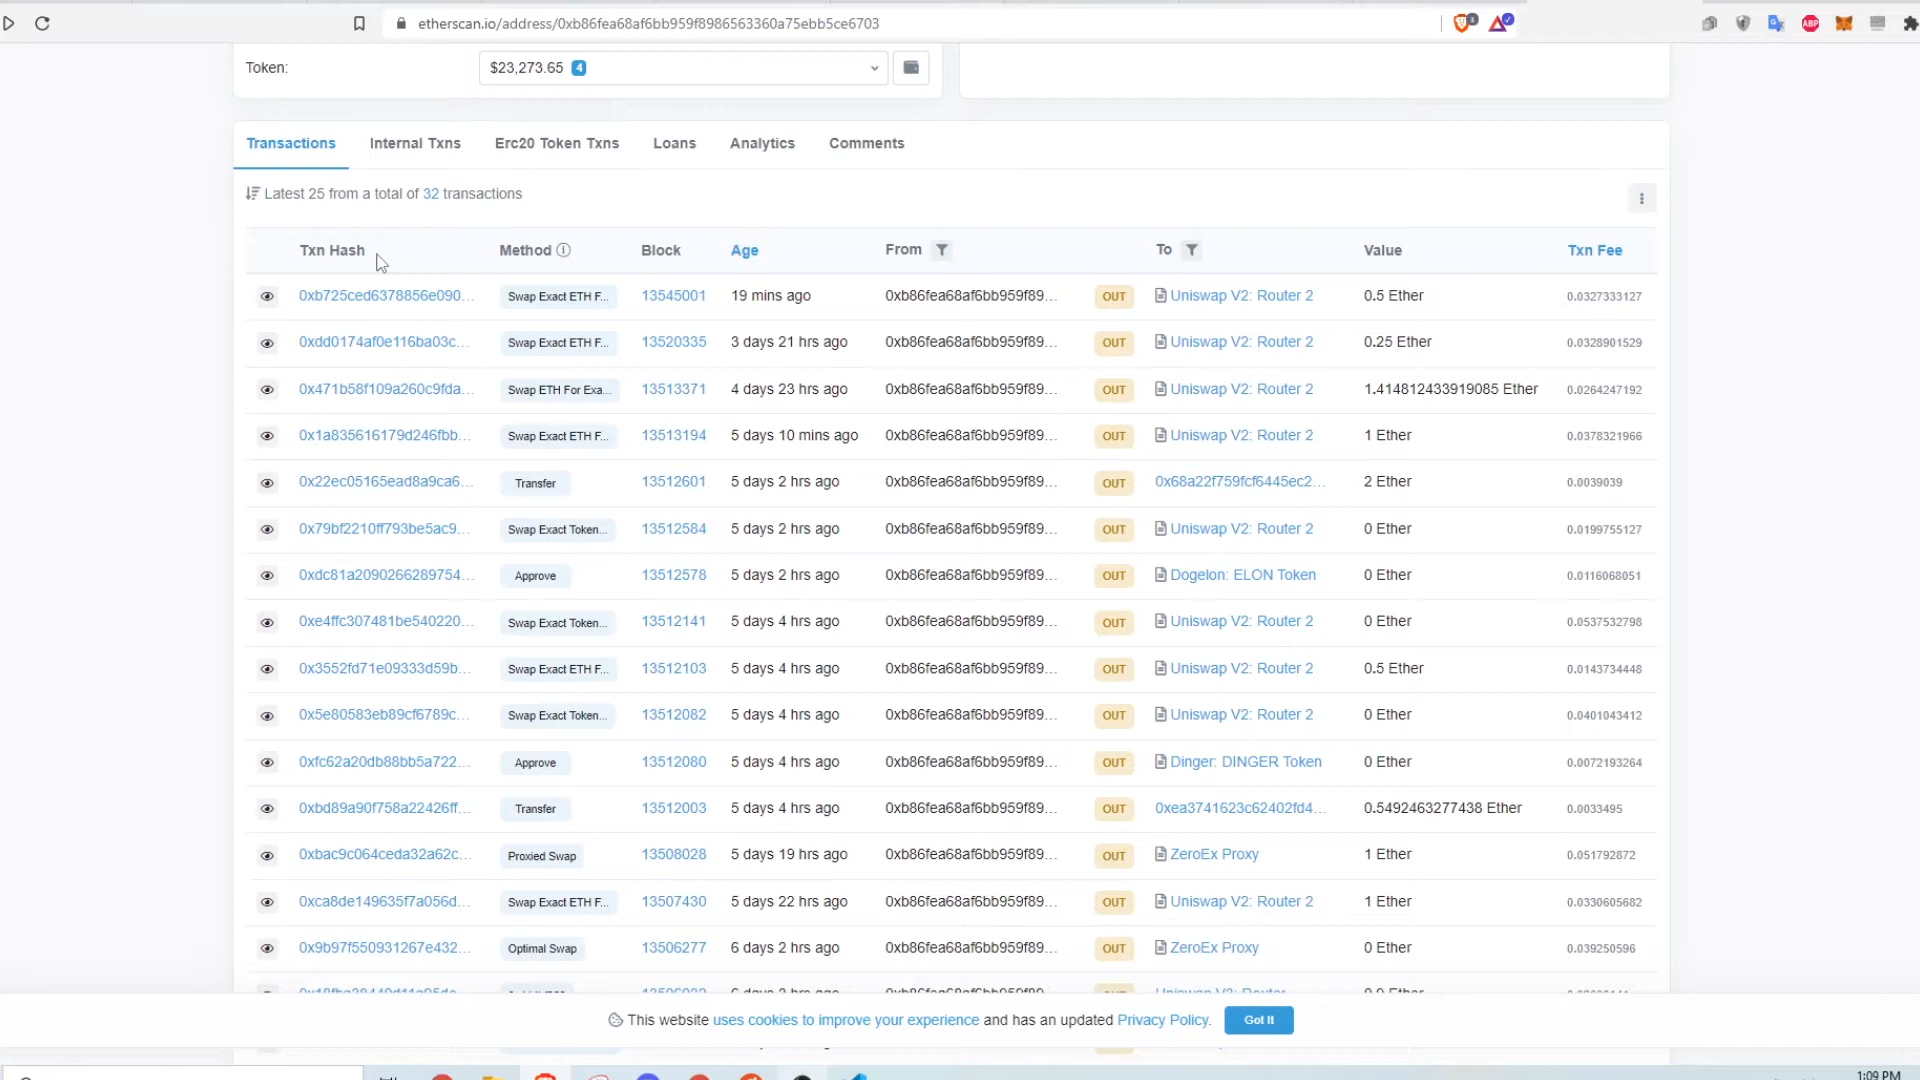 etherscan.io/address/0xb86fea68af6bb959f8986563360a75ebb5ce6703 3
Token: $23,273.65 4
Transactions Internal Txns Erc20 Token Txns Loans Analytics Comments
Latest 25 from a total of 32 transactions
Txn Hash Method Block Age From To Value Txn Fee
0xb725ced6378856e090... Swap Exact ETH F... 13545001 19 mins ago 0xb86fea68af6bb959f89... OUT Uniswap V2: Router 2 0.5 Ether 0.0327333127
0xdd0174af0e116ba03c... Swap Exact ETH F... 13520335 3 days 21 hrs ago 0xb86fea68af6bb959f89... OUT Uniswap V2: Router 2 0.25 Ether 0.0328901529
0x471b58f109a260c9fda... Swap ETH For Exa... 13513371 4 days 23 hrs ago 0xb86fea68af6bb959f89... OUT Uniswap V2: Router 2 1.414812433919085 Ether 0.0264247192
0x1a835616179d246fbb... Swap Exact ETH F... 13513194 5 days 10 mins ago 0xb86fea68af6bb959f89... OUT Uniswap V2: Router 2 1 Ether 0.0378321966
0x22ec05165ead8a9ca6... Transfer 13512601 5 days 2 hrs ago 0xb86fea68af6bb959f89... OUT 0x68a22f759fcf6445ec2... 2 Ether 0.0039039
0x79bf2210ff793be5ac9... Swap Exact Token... 13512584 5 days 2 hrs ago 0xb86fea68af6bb959f89... OUT Uniswap V2: Router 2 0 Ether 0.0199755127
0xdc81a2090266289754... Approve 13512578 5 days 2 hrs ago 0xb86fea68af6bb959f89... OUT Dogelon: ELON Token 0 Ether 0.0116068051
0xe4ffc307481be540220... Swap Exact Token... 13512141 5 days 4 hrs ago 0xb86fea68af6bb959f89... OUT Uniswap V2: Router 2 0 Ether 0.0537532798
0x3552fd71e09333d59b... Swap Exact ETH F... 13512103 5 days 4 hrs ago 0xb86fea68af6bb959f89... OUT Uniswap V2: Router 2 0.5 Ether 0.0143734448
0x5e80583eb89cf6789c... Swap Exact Token... 13512082 5 days 4 hrs ago 0xb86fea68af6bb959f89... OUT Uniswap V2: Router 2 0 Ether 0.0401043412
0xfc62a20db88bb5a722... Approve 13512080 5 days 4 hrs ago 0xb86fea68af6bb959f89... OUT Dinger: DINGER Token 0 Ether 0.0072193264
0xbd89a90f758a22426ff... Transfer 13512003 5 days 4 hrs ago 0xb86fea68af6bb959f89... OUT 0xea3741623c62402fd4... 0.5492463277438 Ether 0.0033495
0xbac9c064ceda32a62c... Proxied Swap 13508028 5 days 19 hrs ago 0xb86fea68af6bb959f89... OUT ZeroEx Proxy 1 Ether 0.051792872
0xca8de149635f7a056d... Swap Exact ETH F... 13507430 5 days 22 hrs ago 0xb86fea68af6bb959f89... OUT Uniswap V2: Router 2 1 Ether 0.0330605682
0x9b97f550931267e432... Optimal Swap 13506277 6 days 2 hrs ago 0xb86fea68af6bb959f89... OUT ZeroEx Proxy 0 Ether 0.039250596
This website uses cookies to improve your experience and has an updated Privacy Policy. Got It
1:09 PM